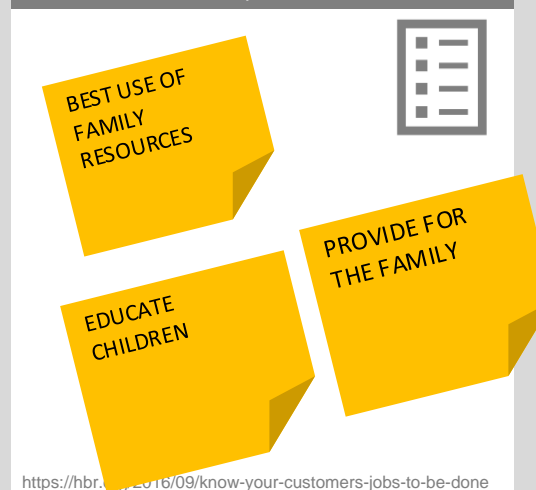 BEST USE OF
FAMILY
RESOURCES
PROVIDE FOR
THE FAMILY
EDUCATE
CHILDREN
https://hbr. 2016/09/know-your-customers-jobs-to-be-done